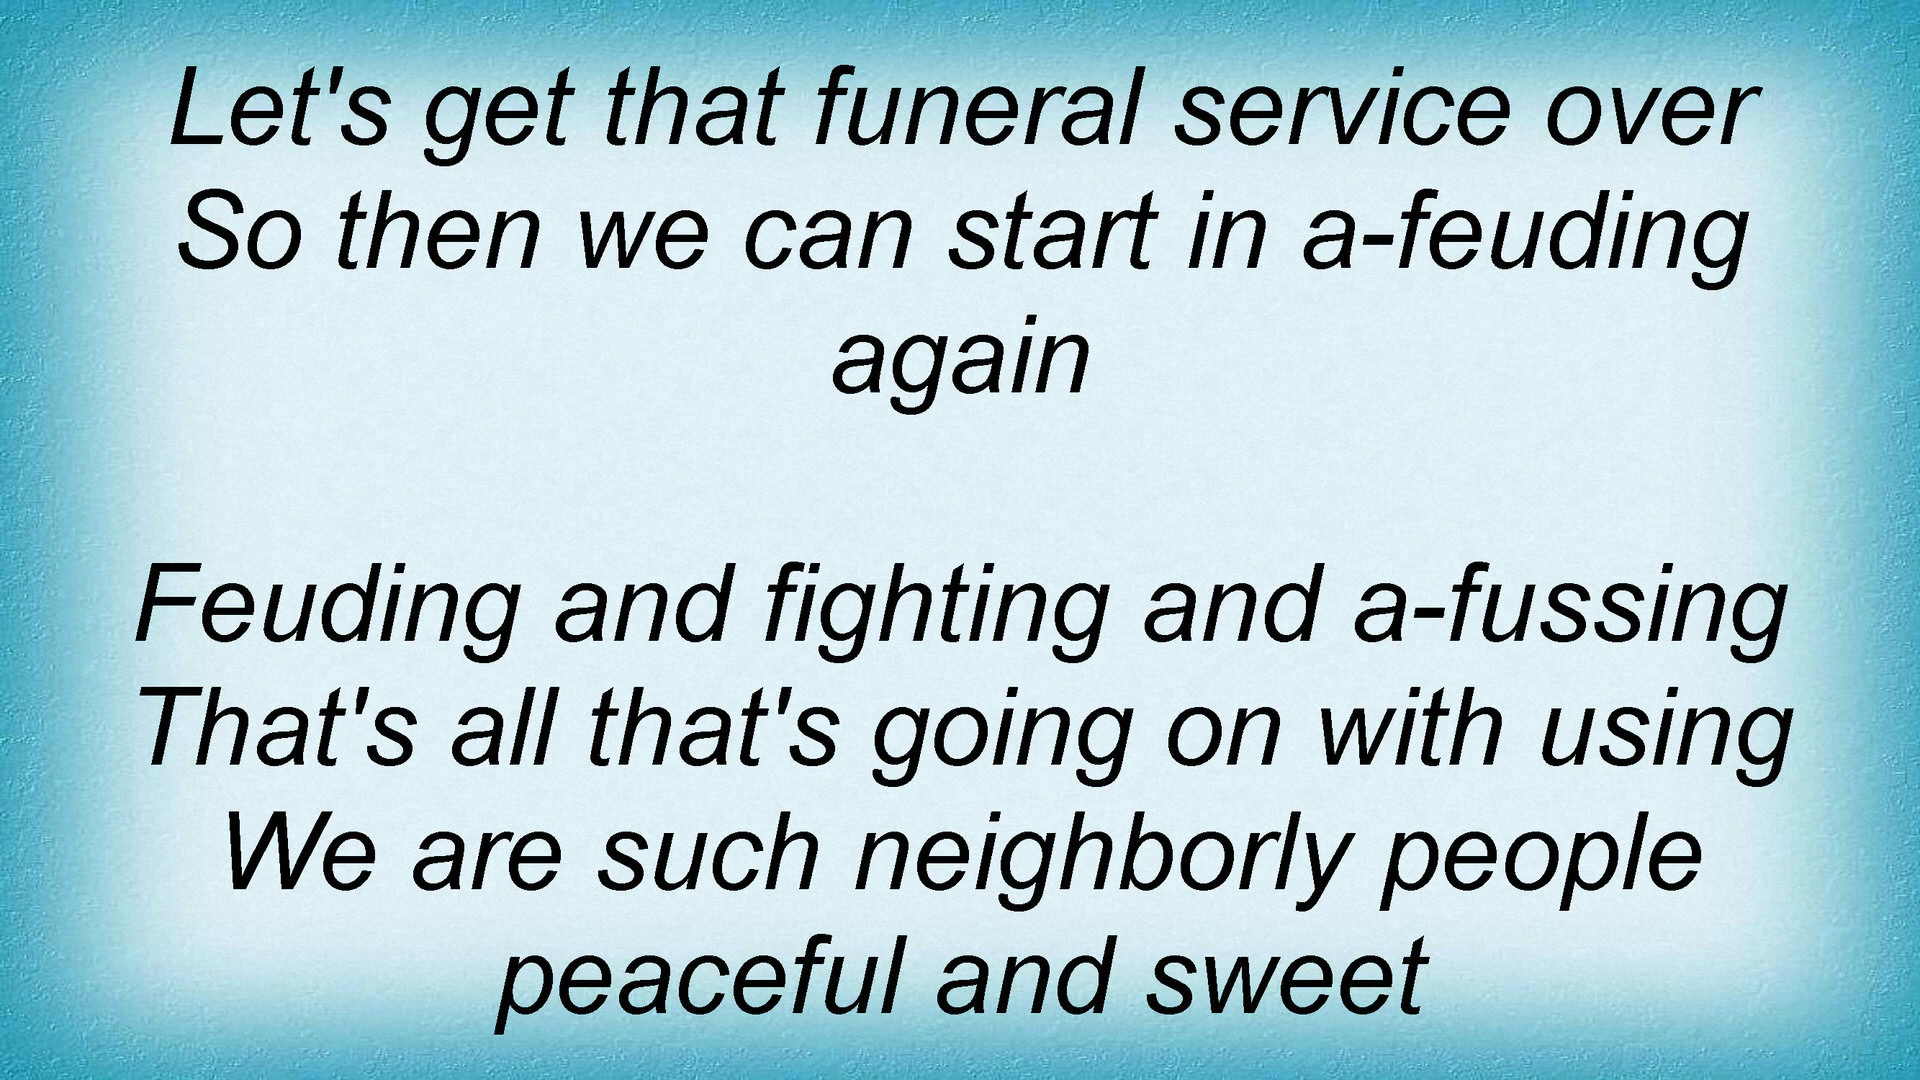 Let's get that funeral service over
So then we can start in a-feuding
again
Feuding and fighting and a-fussing
That's all that's going on with using
We are such neighborly people
peaceful and sweet